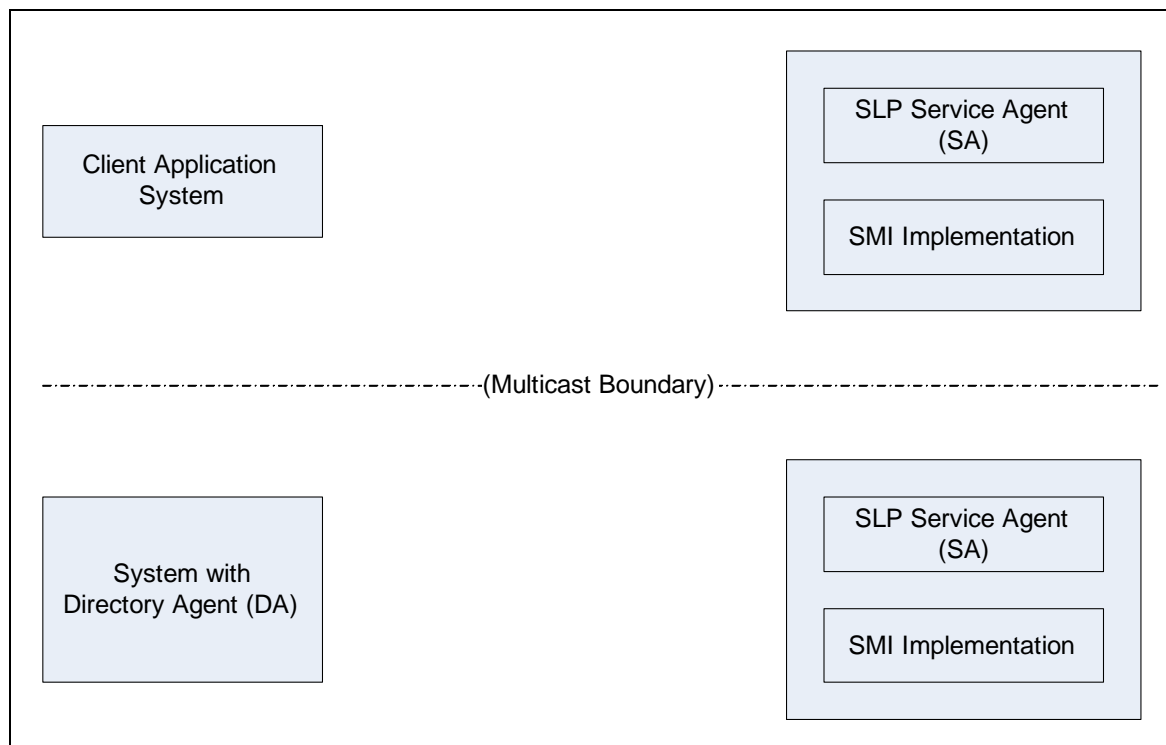 SLP Service Agent
(SA)
Client Application
System
SMI Implementation
(Multicast Boundary)
SLP Service Agent
(SA)
System with
Directory Agent (DA)
SMI Implementation